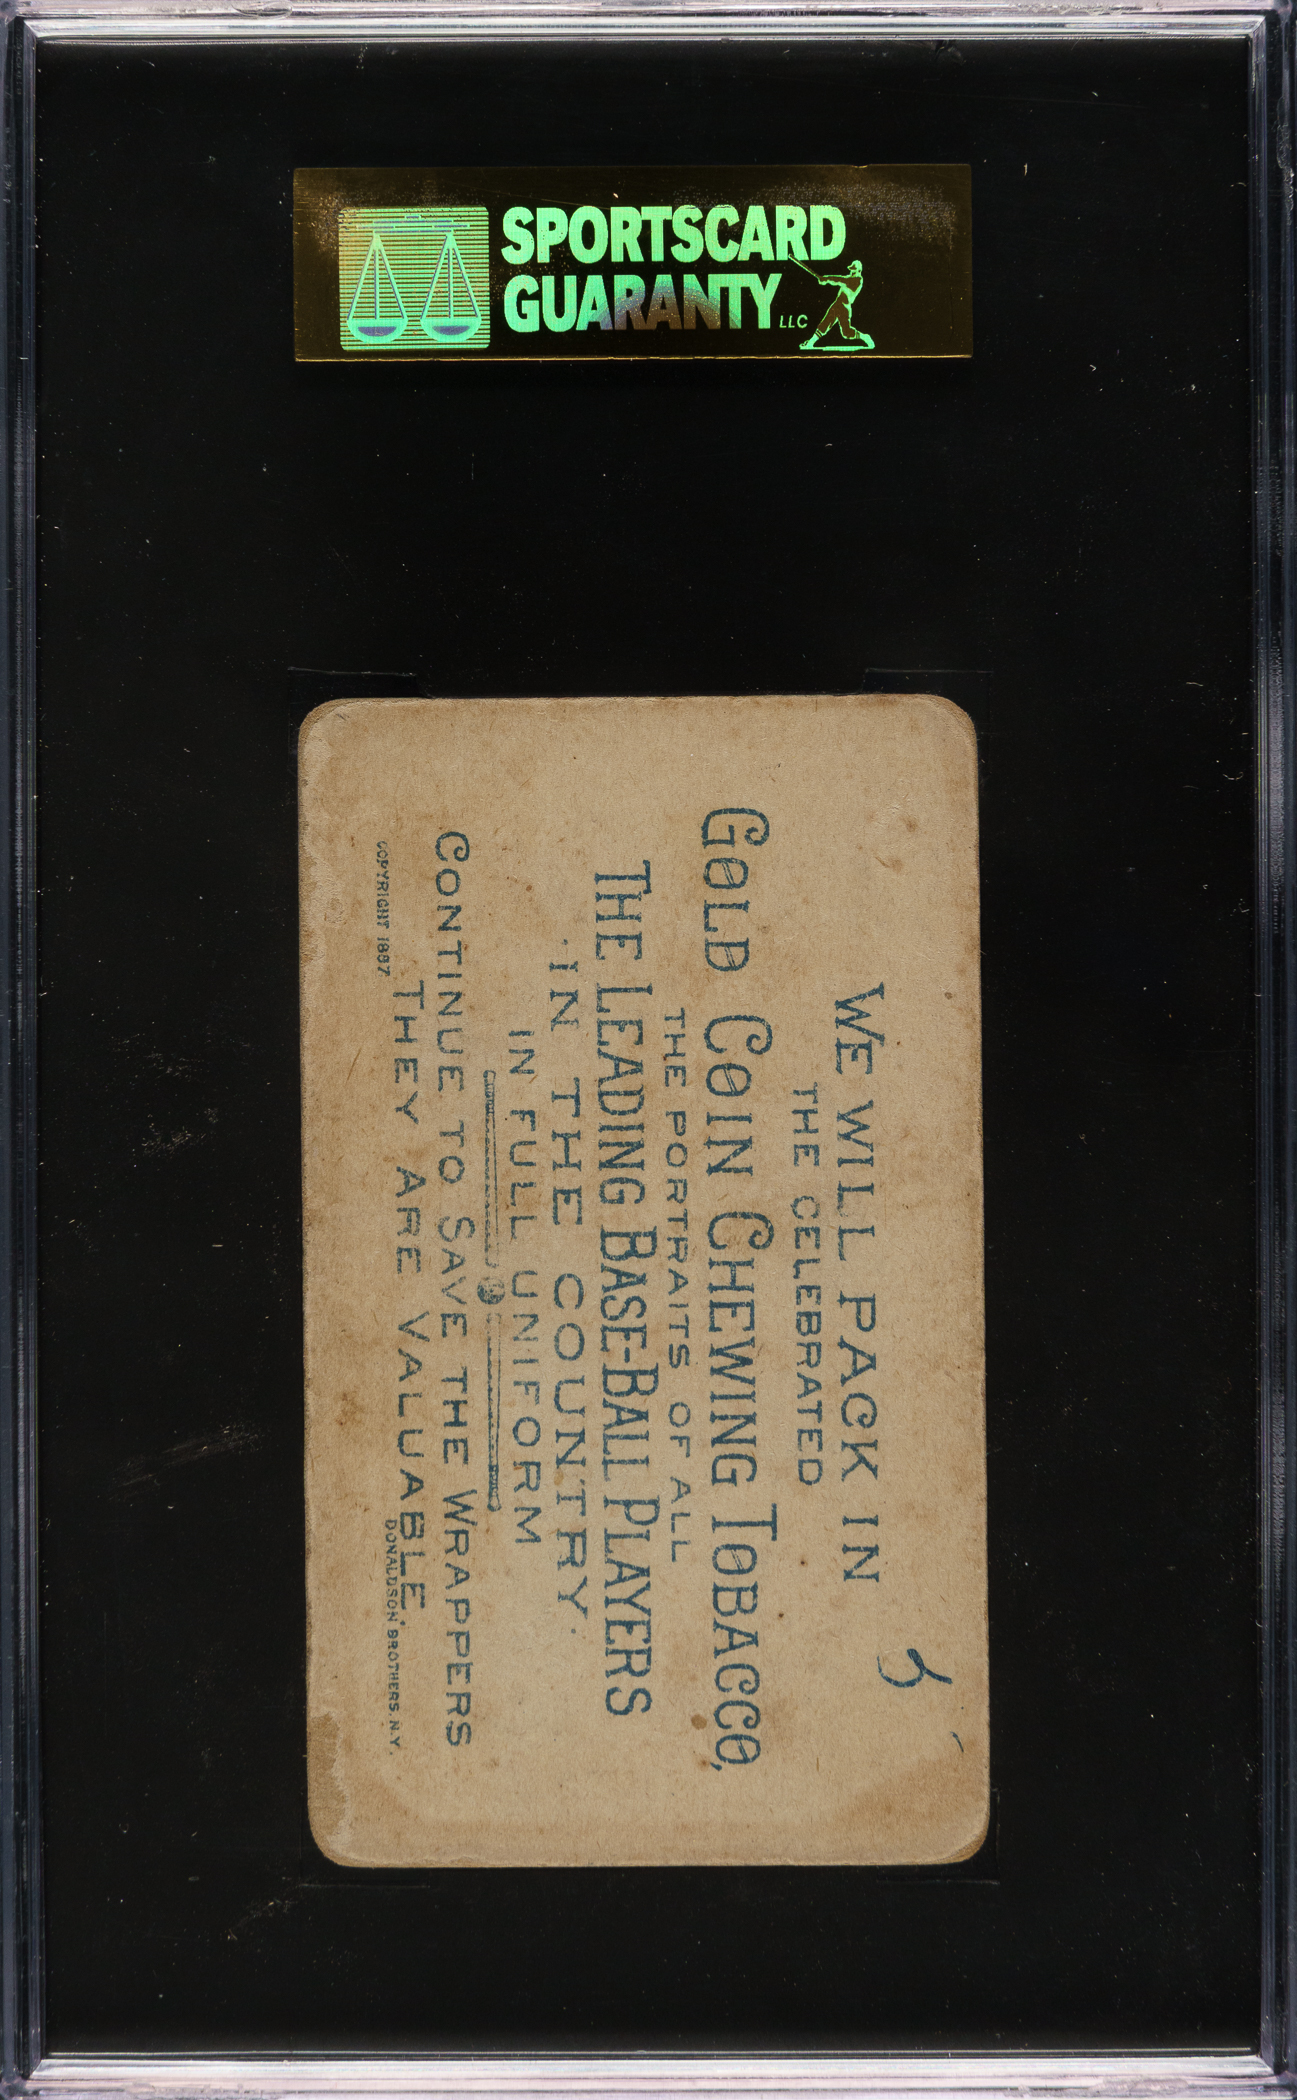 SPORTSCARD
GUARANTY LLC
WE WILL PACK IN
THE CELEBRATED
GOLD COIN CHEWING TOBACCO,
THE PORTRAITS OF ALL
THE LEADING BASE-BALL PLAYERS
IN THE COUNTRY.
IN FULL UNIFORM
CONTINUE TO SAVE THE WRAPPERS
THEY ARE VALUABLE.
COPYRIGHT 1887
DONALDSON BROTHERS. N.Y.